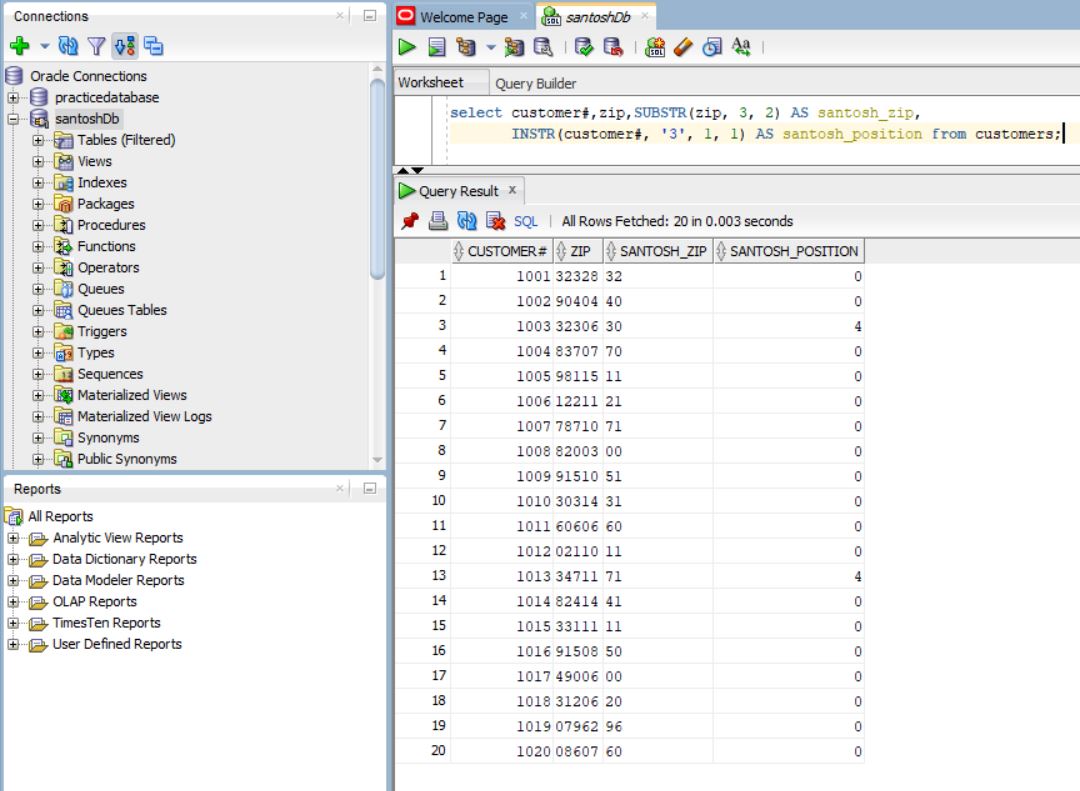 Connections
Oracle Connections
practicedatabase
santoshDb
Tables (Filtered)
Views
Indexes
Packages
Procedures
Functions
Operators
Queues
Queues Tables
Triggers
Types
Sequences
Materialized Views
Materialized View Logs
Synonyms
Public Synonyms
Reports
All Reports
Analytic View Reports
Data Dictionary Reports
Data Modeler Reports
OLAP Reports
TimesTen Reports
User Defined Reports
Welcome Page santoshDb
Worksheet Query Builder
select customer#,zip,SUBSTR(zip, 3, 2) AS santosh_zip,
INSTR(customer#, '3', 1, 1) AS santosh_position from customers;
Query Result x
SQL | All Rows Fetched: 20 in 0.003 seconds
CUSTOMER# ZIP SANTOSH_ZIP SANTOSH_POSITION
1 1001 32328 32 0
2 1002 90404 40 0
3 1003 32306 30 4
4 1004 83707 70 0
5 1005 98115 11 0
6 1006 12211 21 0
7 1007 78710 71 0
8 1008 82003 00 0
9 1009 91510 51 0
10 1010 30314 31 0
11 1011 60606 60 0
12 1012 02110 11 0
13 1013 34711 71 4
14 1014 82414 41 0
15 1015 33111 11 0
16 1016 91508 50 0
17 1017 49006 00 0
18 1018 31206 20 0
19 1019 07962 96 0
20 1020 08607 60 0